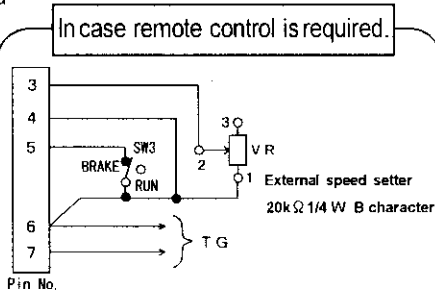 In case remote control is required.
3
4
5
6
7
Pin No.
SW3
BRAKE
RUN
3
2
VR
1
External speed setter
20kΩ 1/4 W B character
TG